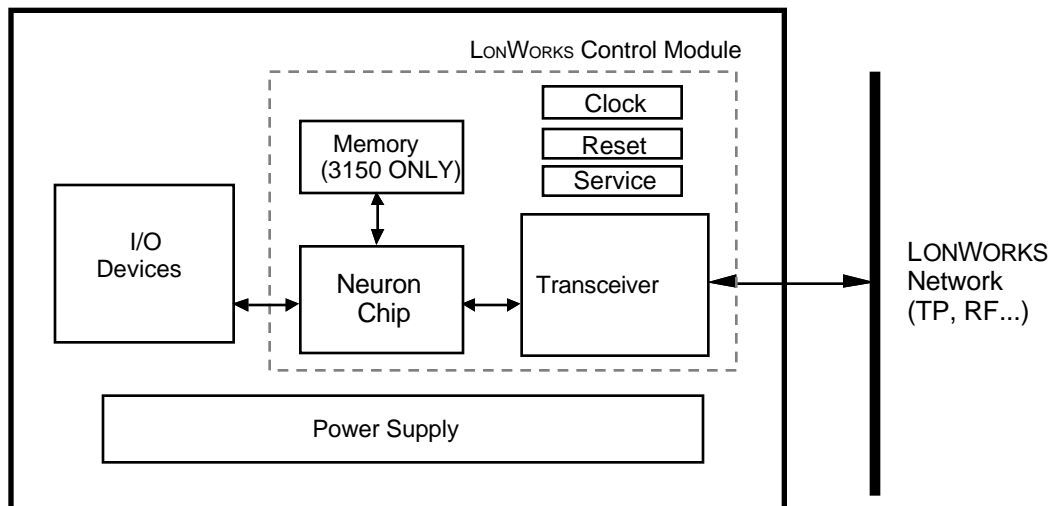 LONWORKS Control Module
Clock
Reset
Service
Memory
(3150 ONLY)
I/O
Devices
Neuron
Chip
Transceiver
LONWORKS
Network
(TP, RF...)
Power Supply